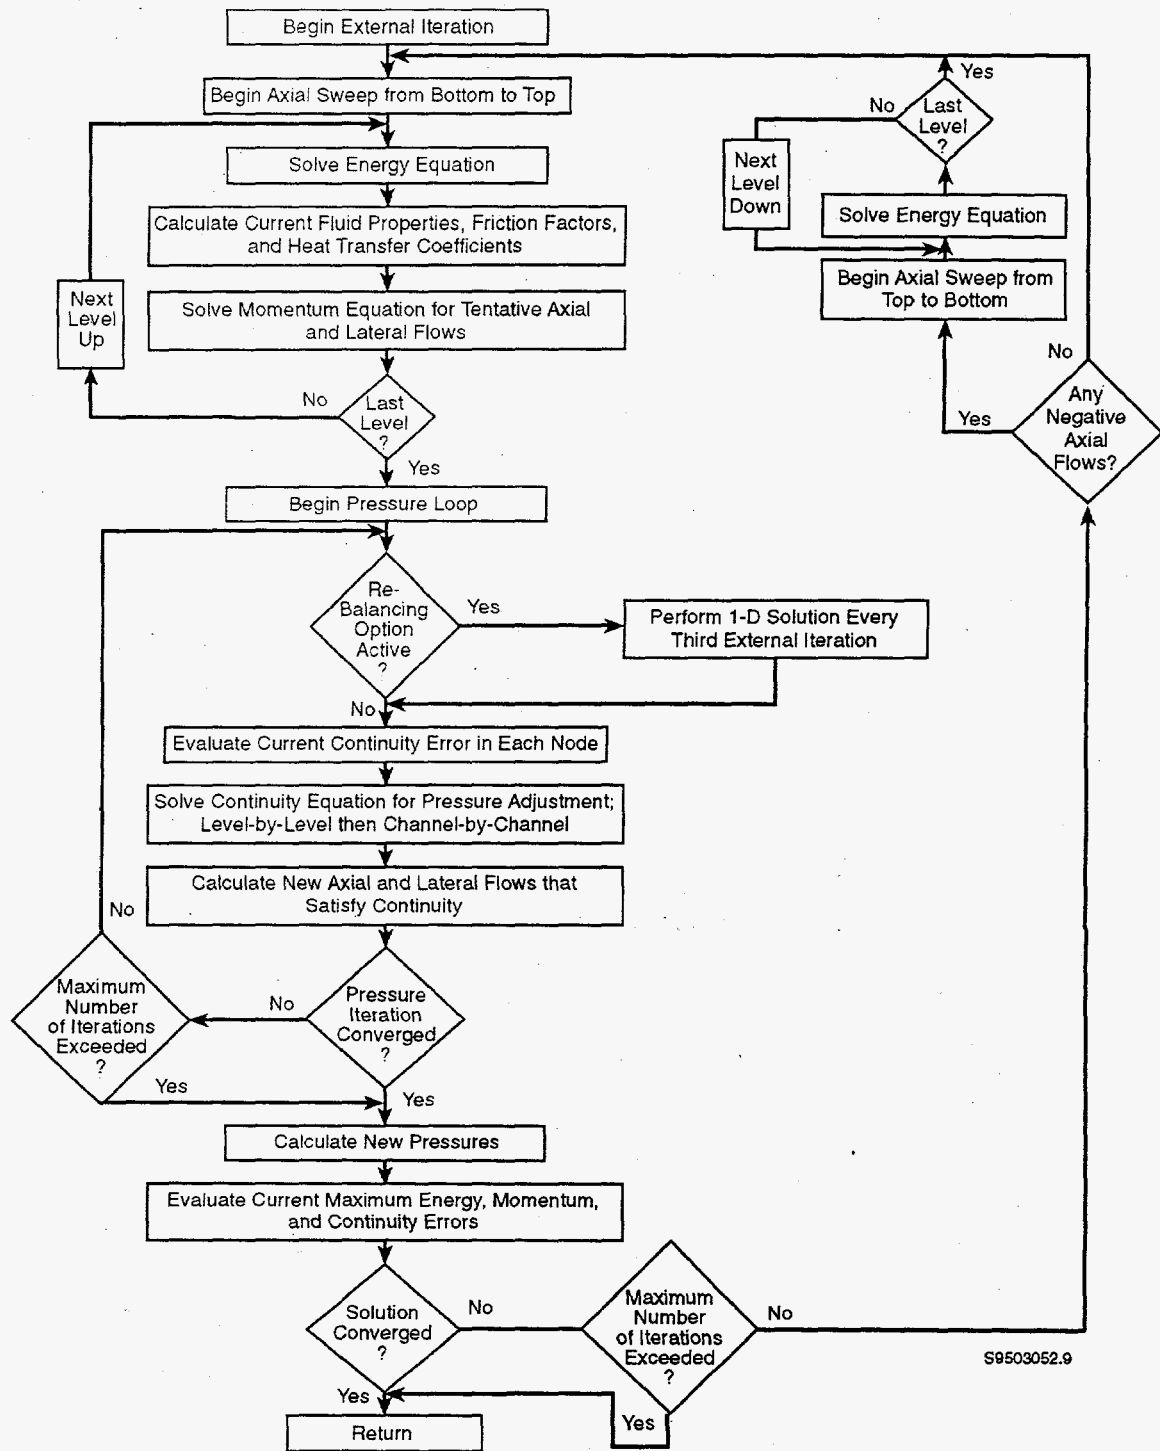 Begin External Iteration
Yes
Begin Axial Sweep from Bottom to Top
No
Last
Level
?
Next
Level
Down
Solve Energy Equation
Solve Energy Equation
Calculate Current Fluid Properties, Friction Factors,
and Heat Transfer Coefficients
Begin Axial Sweep from
Top to Bottom
Next
Level
Up
Solve Momentum Equation for Tentative Axial
and Lateral Flows
No
Any
Negative
Axial
Flows?
Yes
No
Last
Level
?
Yes
Begin Pressure Loop
Re-
Balancing
Option
Active
?
Yes
Perform 1-D Solution Every
Third External Iteration
No
Evaluate Current Continuity Error in Each Node
Solve Continuity Equation for Pressure Adjustment;
Level-by-Level then Channel-by-Channel
Calculate New Axial and Lateral Flows that
Satisfy Continuity
No
Maximum
Number
of Iterations
Exceeded
?
No
Pressure
Iteration
Converged
?
Yes
Yes
Calculate New Pressures
Evaluate Current Maximum Energy, Momentum,
and Continuity Errors
Solution
Converged
?
No
Maximum
Number
of Iterations
Exceeded
?
No
S9503052.9
Yes
Yes
Return